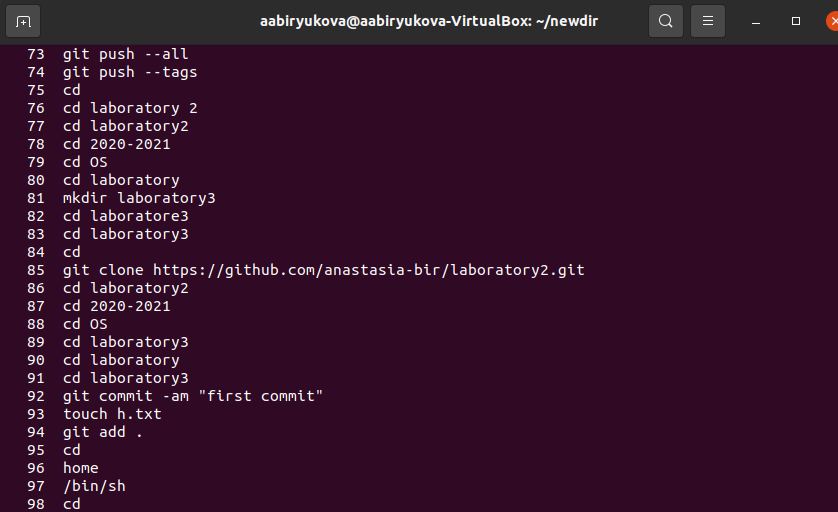 aabiryukova@aabiryukova-VirtualBox: ~/newdir
73 git push --all
74 git push --tags
75 cd
76 cd laboratory 2
77 cd laboratory2
78 cd 2020-2021
79 cd OS
80 cd laboratory
81 mkdir laboratory3
82 cd laboratore3
83 cd laboratory3
84 cd
85 git clone https://github.com/anastasia-bir/laboratory2.git
86 cd laboratory2
87 cd 2020-2021
88 cd OS
89 cd laboratory3
90 cd laboratory
91 cd laboratory3
92 git commit -am "first commit"
93 touch h.txt
94 git add .
95 cd
96 home
97 /bin/sh
98 cd